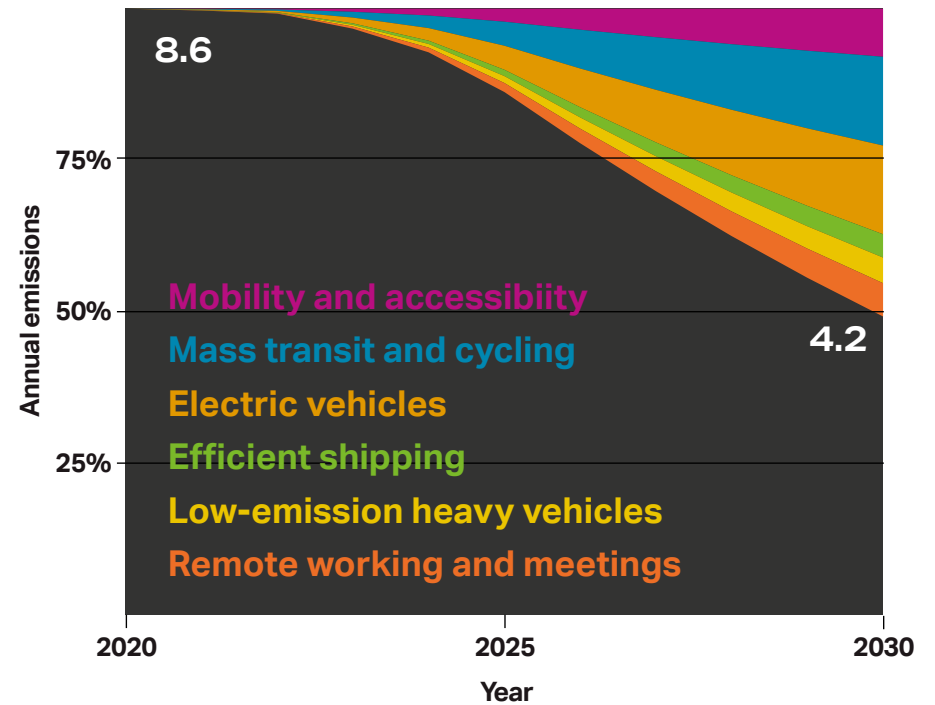 8.6
75%
Mobility and accessibiity
50%
4.2
Mass transit and cycling
Electric vehicles
25%
Efficient shipping
Low-emission heavy vehicles
Remote working and meetings
Annual emissions
2020
2025
2030
Year